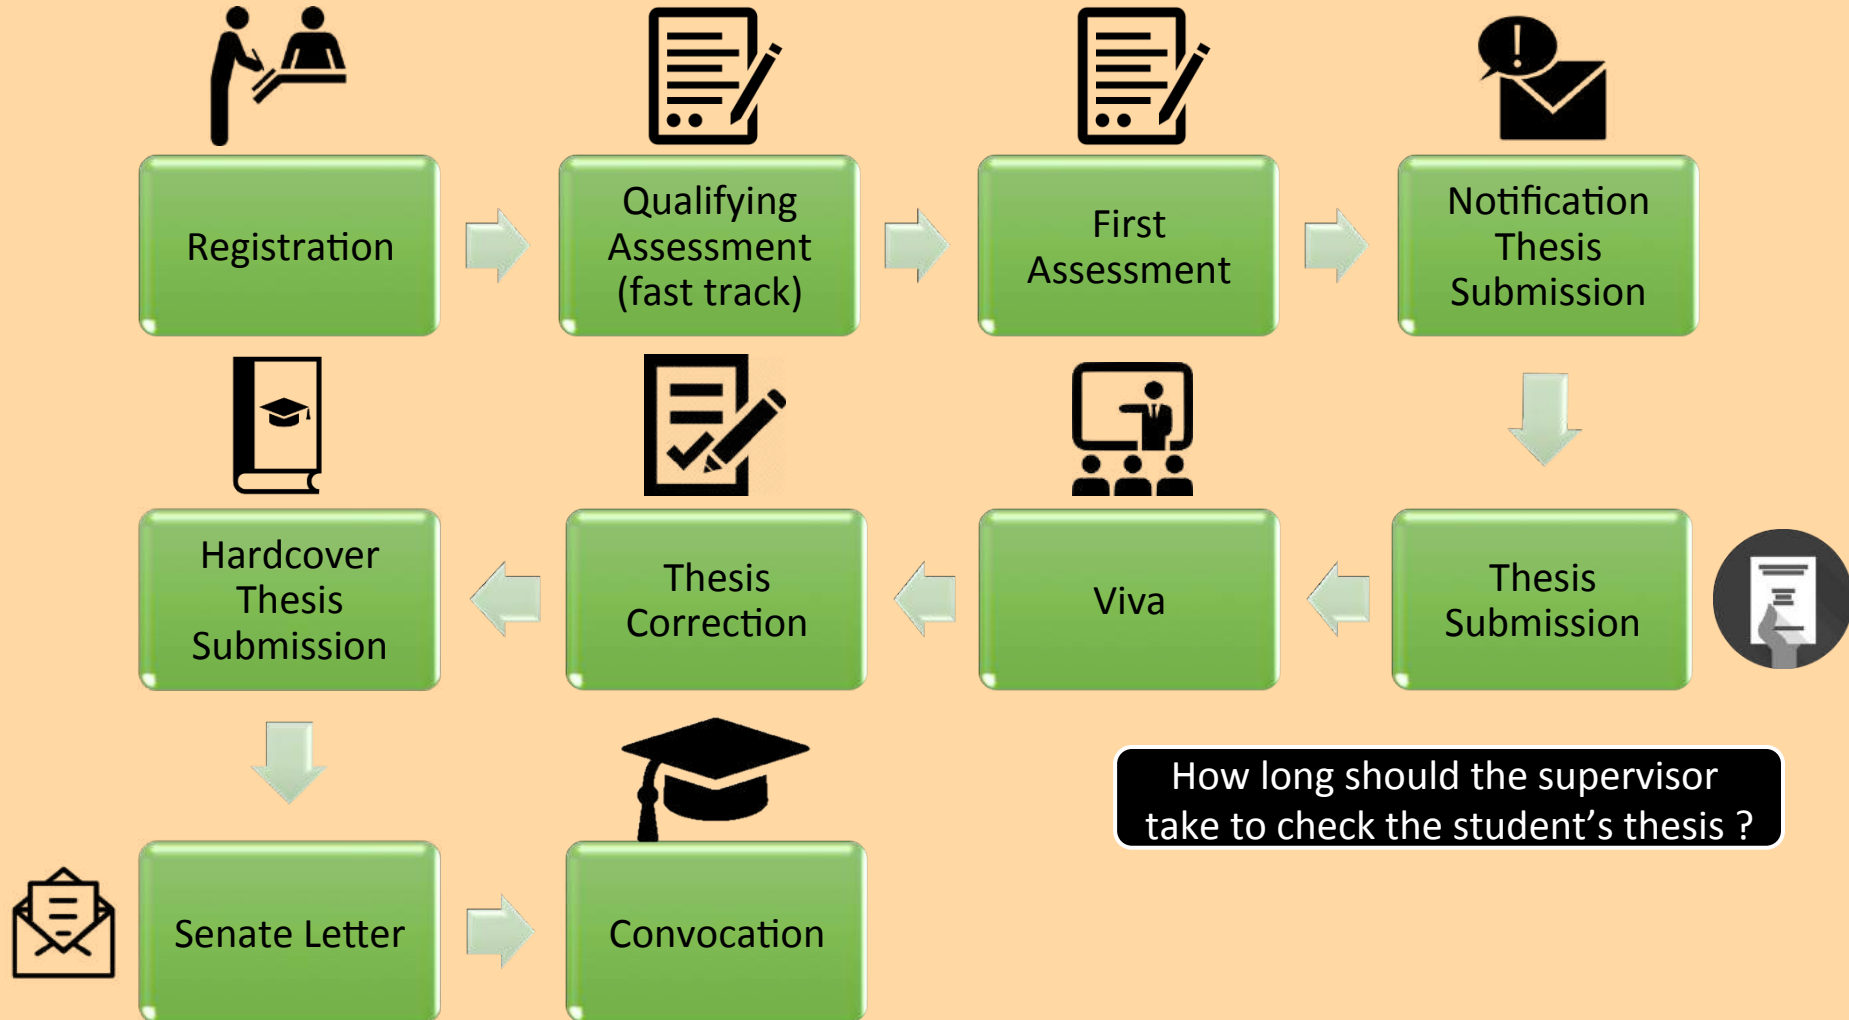 Registration
Qualifying
Assessment
(fast track)
First
Assessment
Notification
Thesis
Submission
Thesis
Submission
Viva
Thesis
Correction
Hardcover
Thesis
Submission
Senate Letter
Convocation
How long should the supervisor
take to check the student’s thesis ?